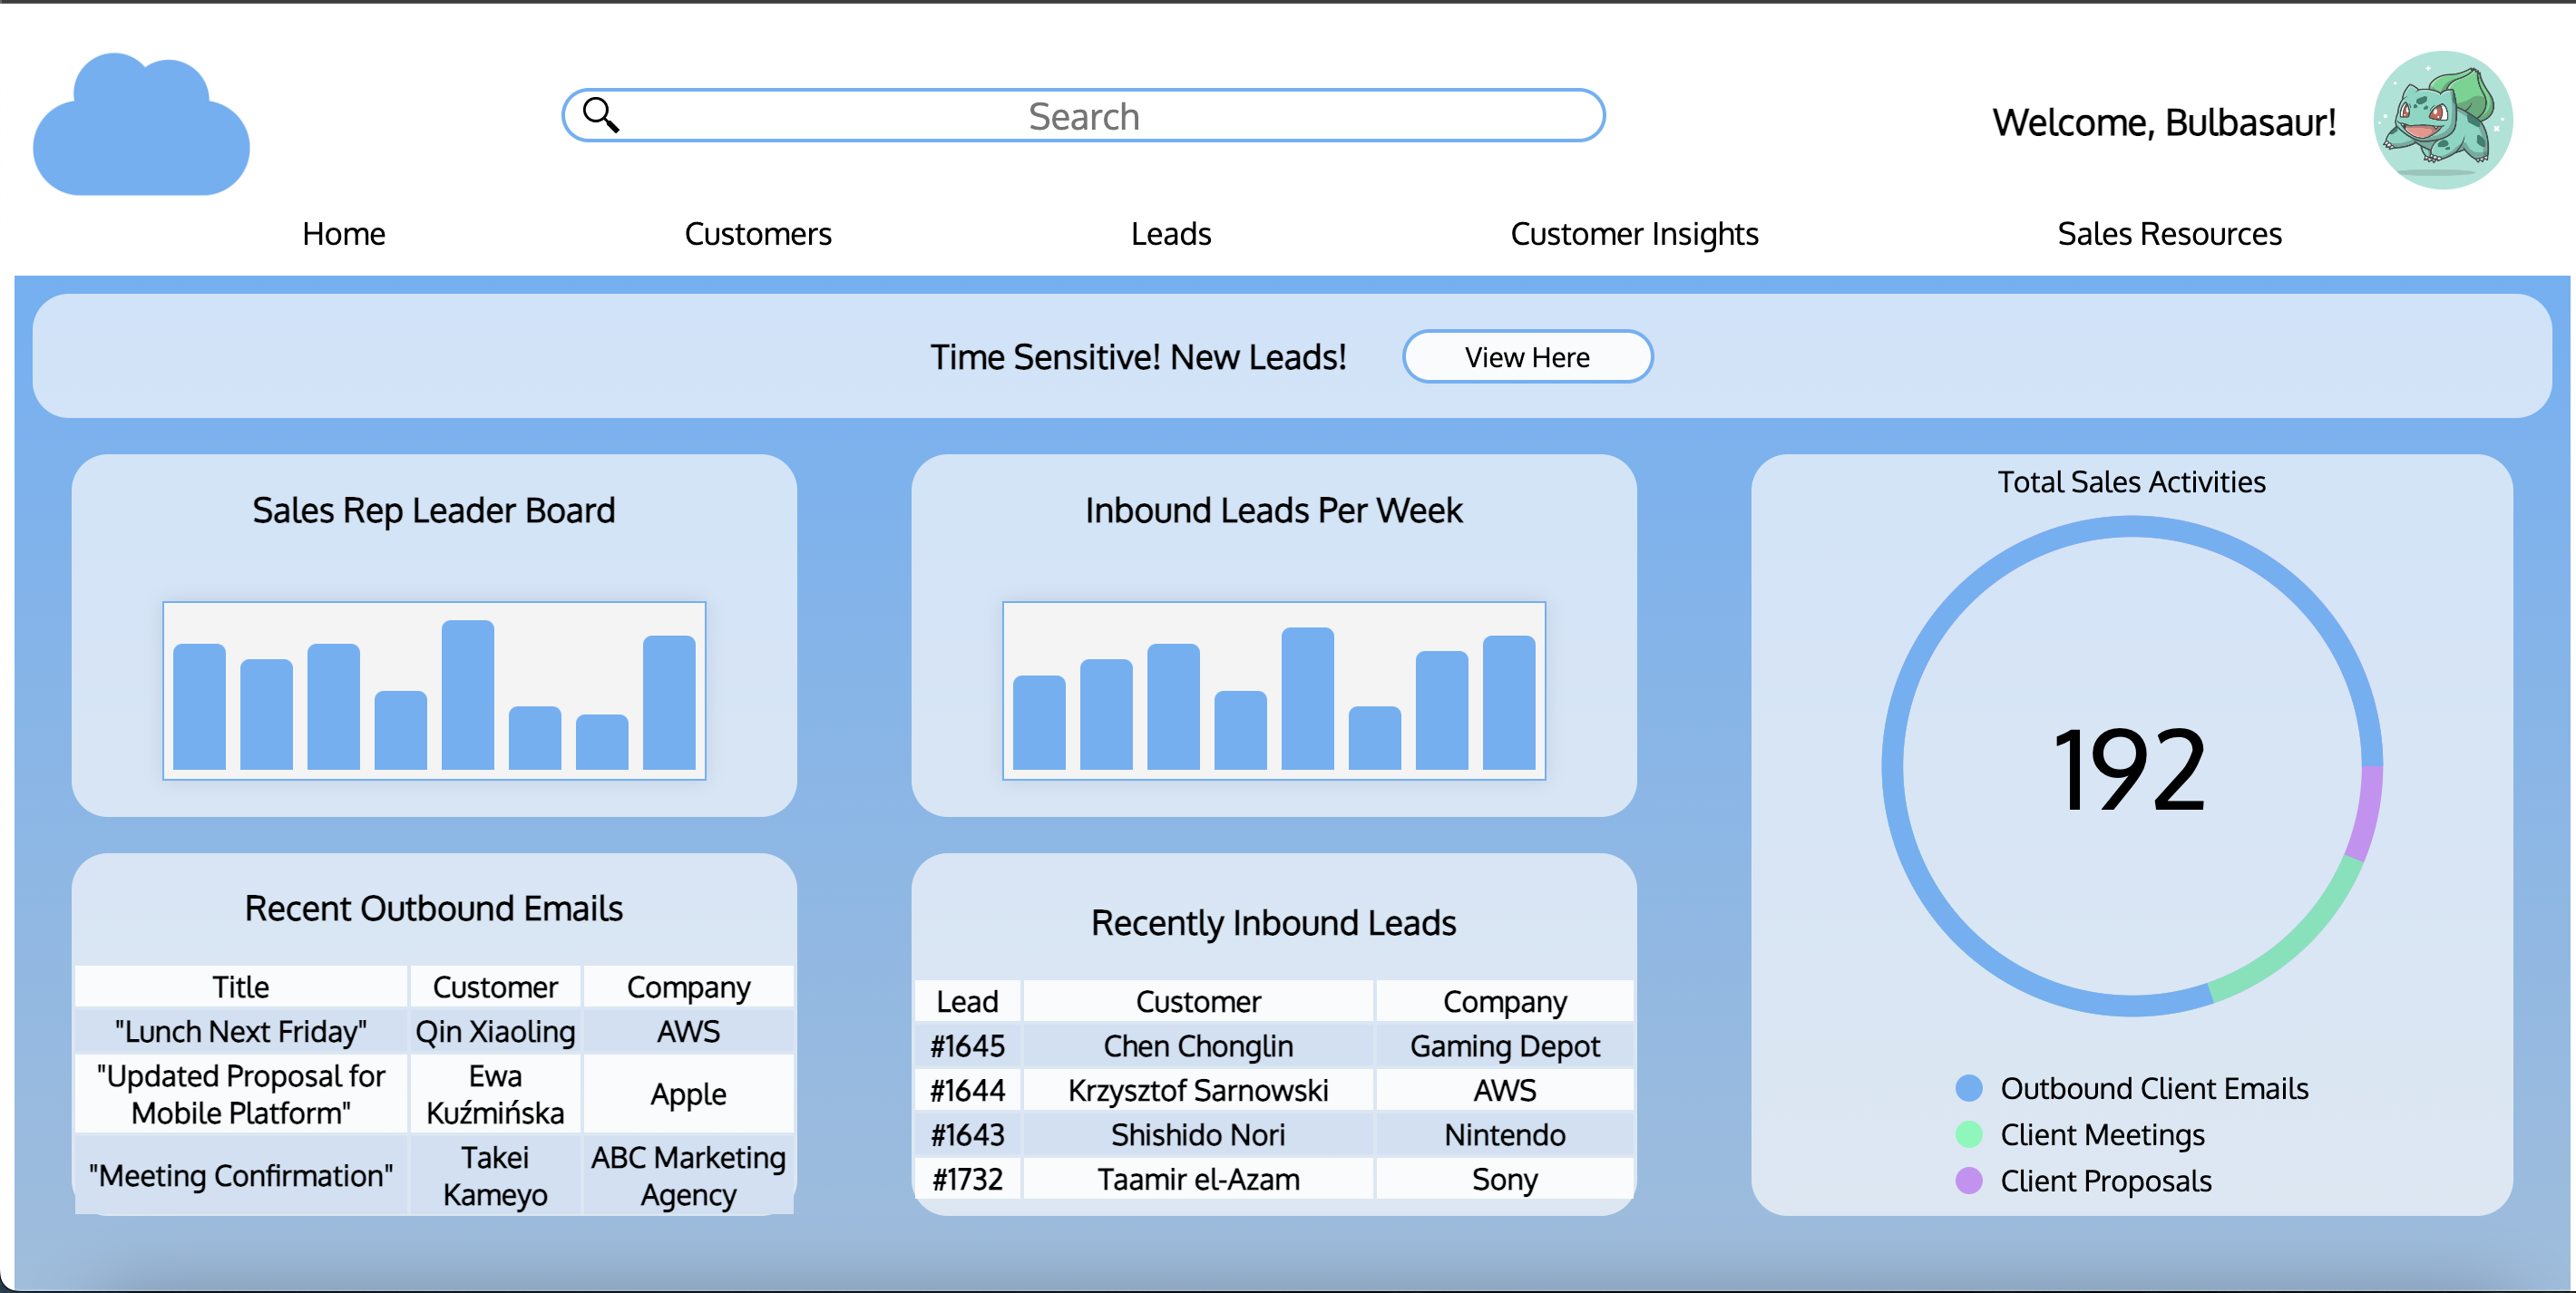 Search
Welcome, Bulbasaur!
Home Customers Leads Customer Insights Sales Resources
Time Sensitive! New Leads! View Here
Sales Rep Leader Board
Inbound Leads Per Week
Total Sales Activities
192
Outbound Client Emails
Client Meetings
Client Proposals
Recent Outbound Emails
Title Customer Company
"Lunch Next Friday" Qin Xiaoling AWS
"Updated Proposal for
Mobile Platform"
Ewa
Kuźmińska
Apple
"Meeting Confirmation"
Takei
Kameyo
ABC Marketing
Agency
Recently Inbound Leads
Lead Customer Company
#1645 Chen Chonglin Gaming Depot
#1644 Krzysztof Sarnowski AWS
#1643 Shishido Nori Nintendo
#1732 Taamir el-Azam Sony